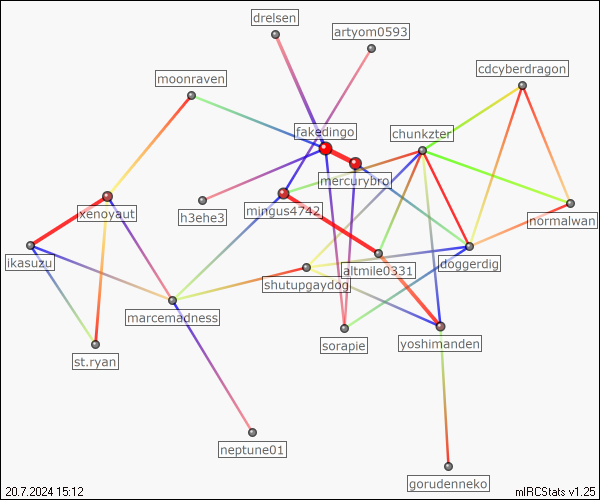 drelsen
artyom0593
cdcyberdragon
moonraven
fakedingo
chunkzter
mercurybro
xenoyaut
mingus4742
h3ehe3
normalwan
ikasuzu
altmile0331
doggerdig
shutupgaydog
marcemadness
sorapie
yoshimanden
st.ryan
neptune01
gorudenneko
20.7.2024 15:12
mIRCStats v1.25